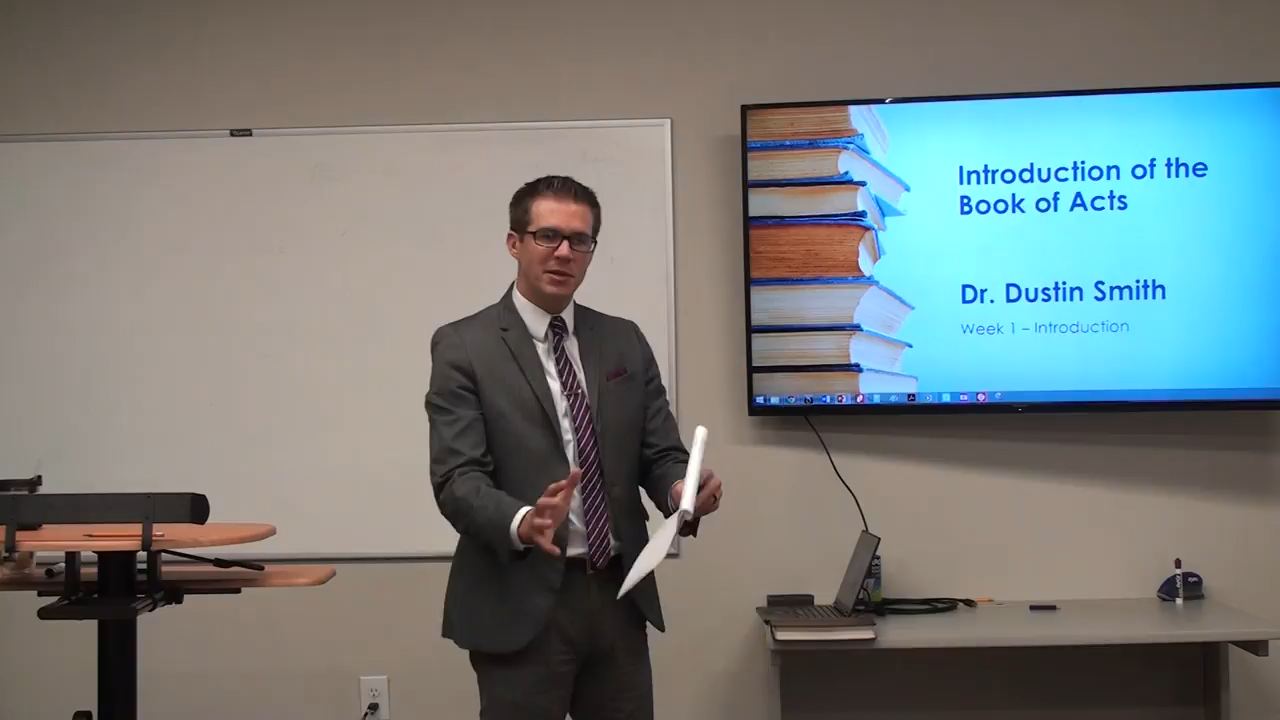 Introduction of the
Book of Acts
Dr. Dustin Smith
Week 1 – Introduction